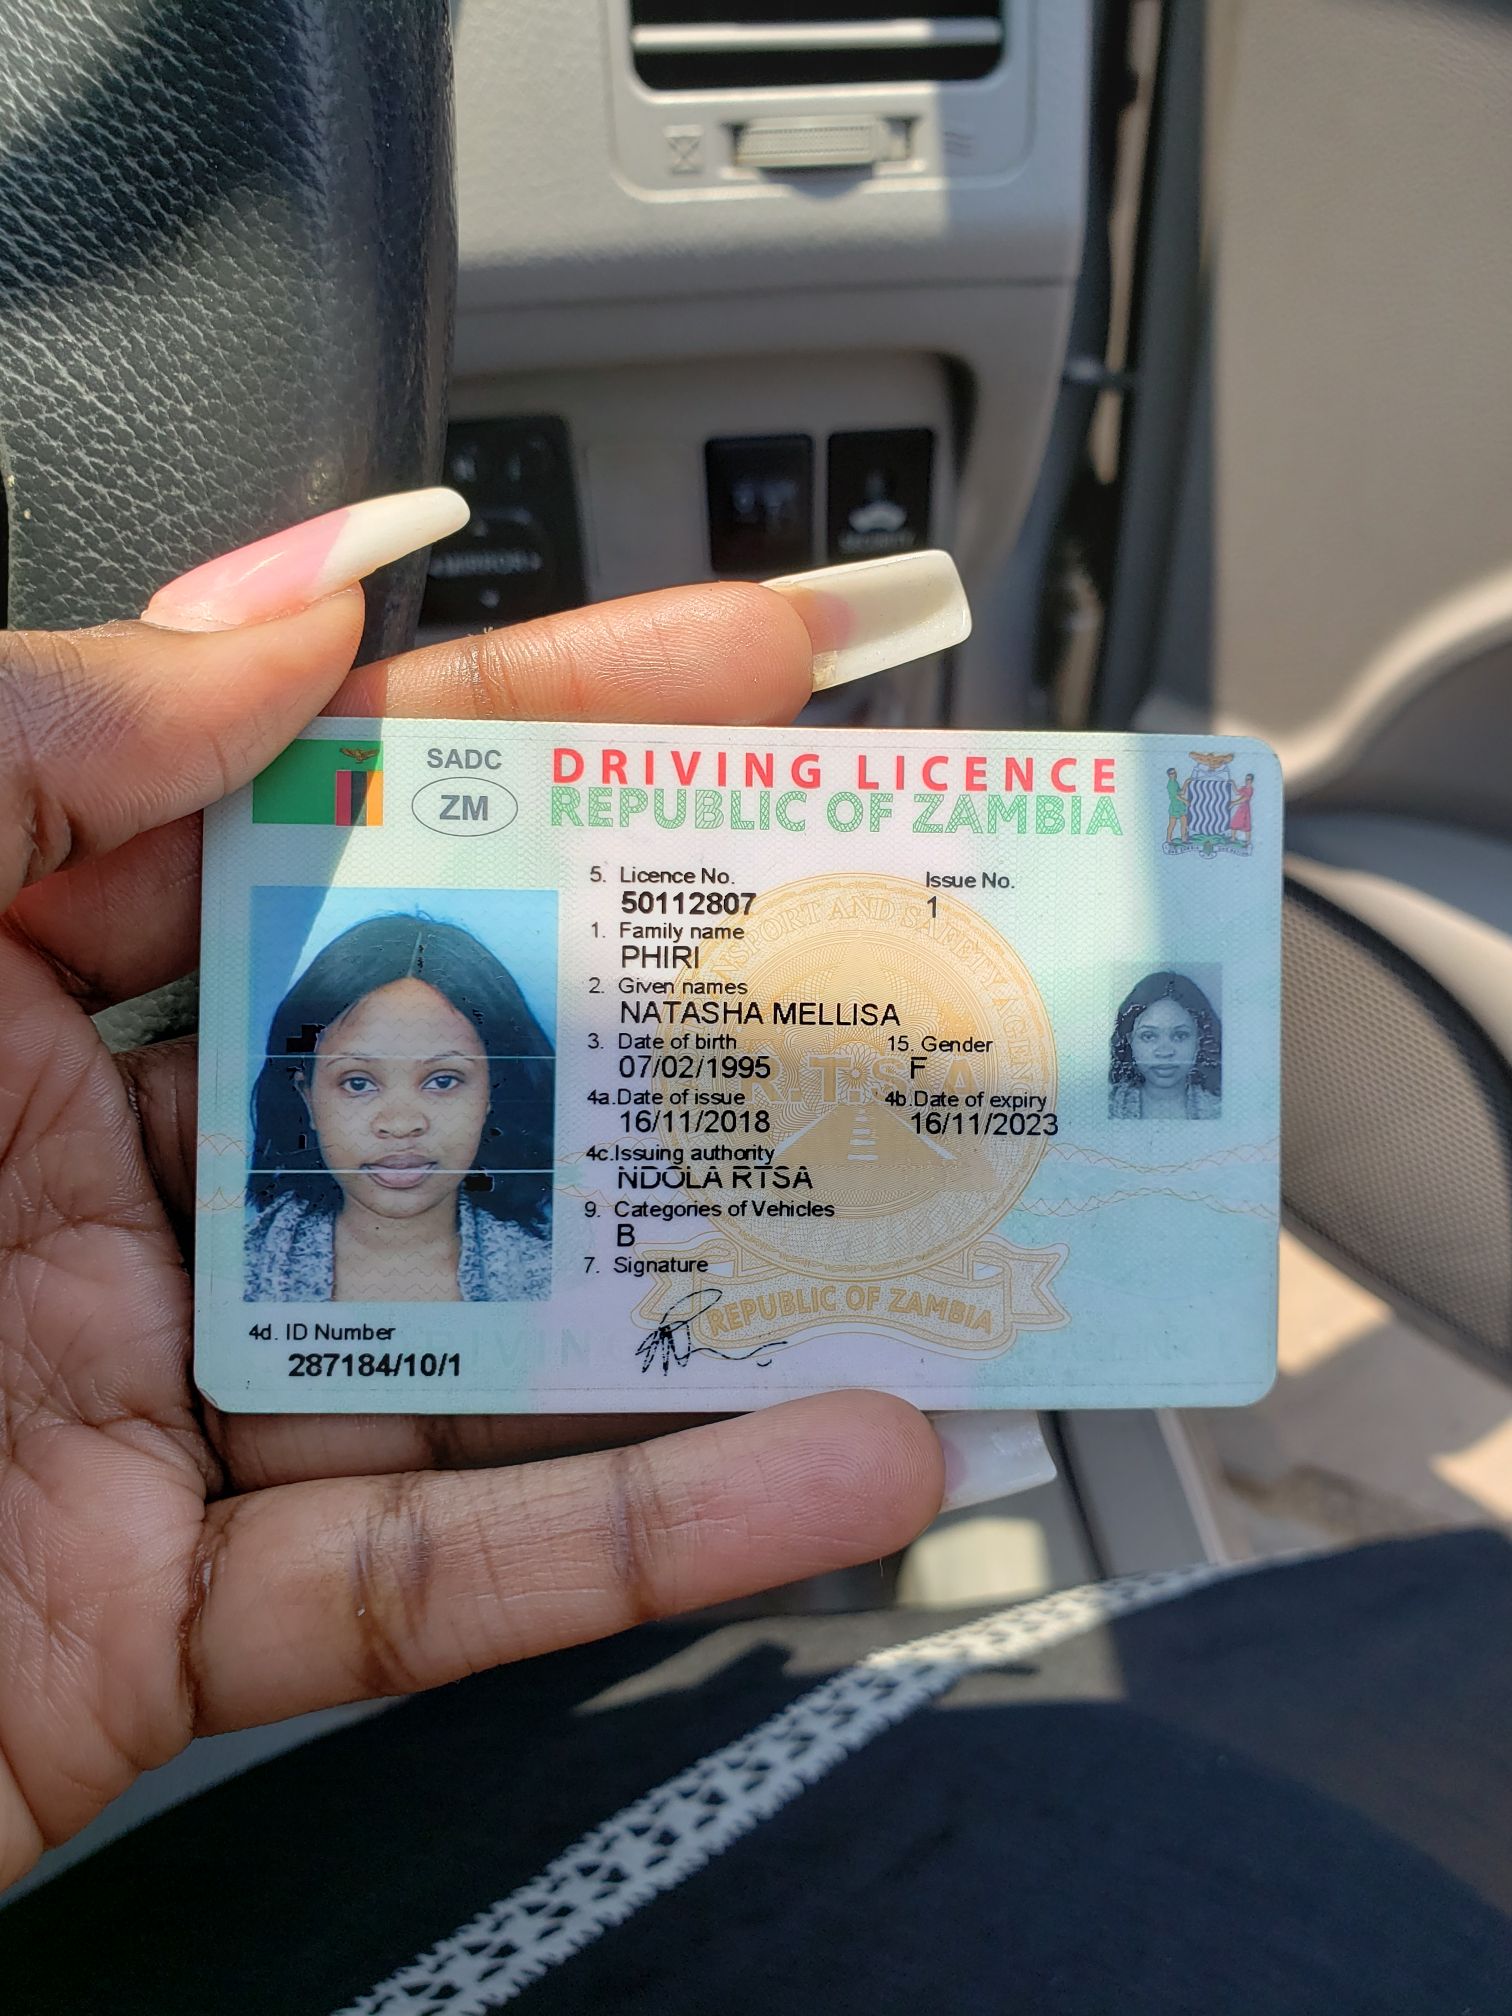 SADC
ZM
DRIVING LICENCE
REPUBLIC OF ZAMBIA
5. Licence No.
50112807
Issue No.
1
1. Family name
PHIRI
2. Given names
NATASHA MELLISA
3. Date of birth
07/02/1995
15. Gender
F
4a. Date of issue
16/11/2018
4b. Date of expiry
16/11/2023
4c. Issuing authority
NDOLA RTSA
9. Categories of Vehicles
B
7. Signature
R.T.S.A
REPUBLIC OF ZAMBIA
4d. ID Number
287184/10/1
MIRROR